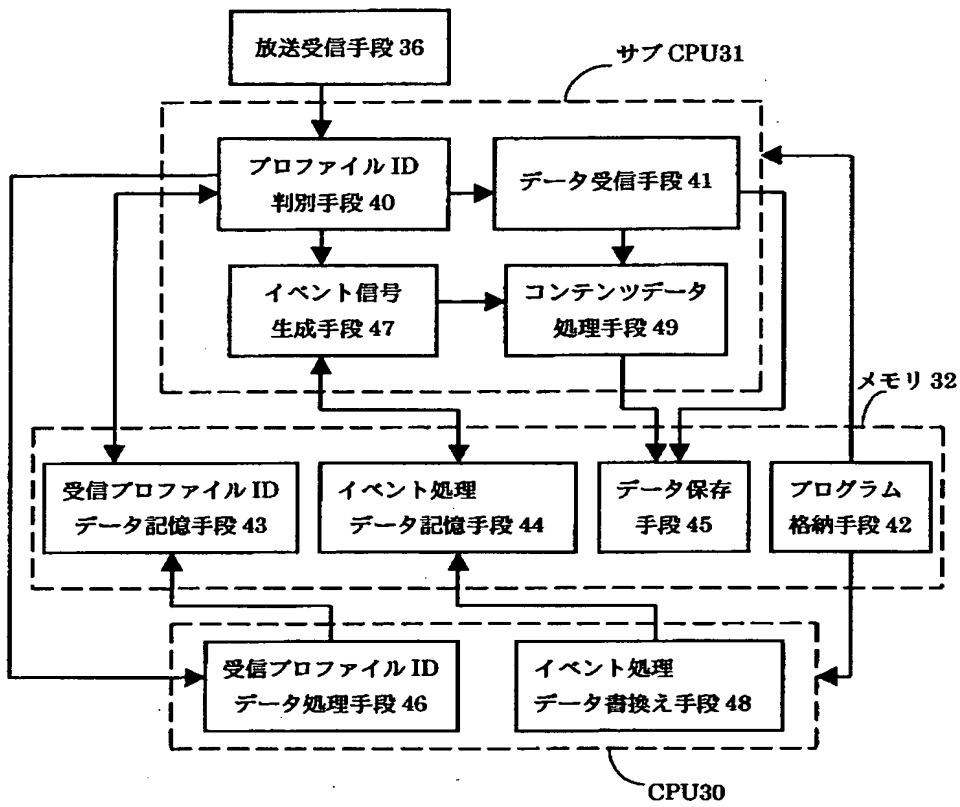 放送受信手段 36
サブ CPU31
プロファイル ID
判別手段 40
データ受信手段 41
イベント信号
生成手段 47
コンテンツデータ
処理手段 49
メモリ 32
受信プロファイル ID
データ記憶手段 43
イベント処理
データ記憶手段 44
データ保存
手段 45
プログラム
格納手段 42
受信プロファイル ID
データ処理手段 46
イベント処理
データ書換え手段 48
CPU30